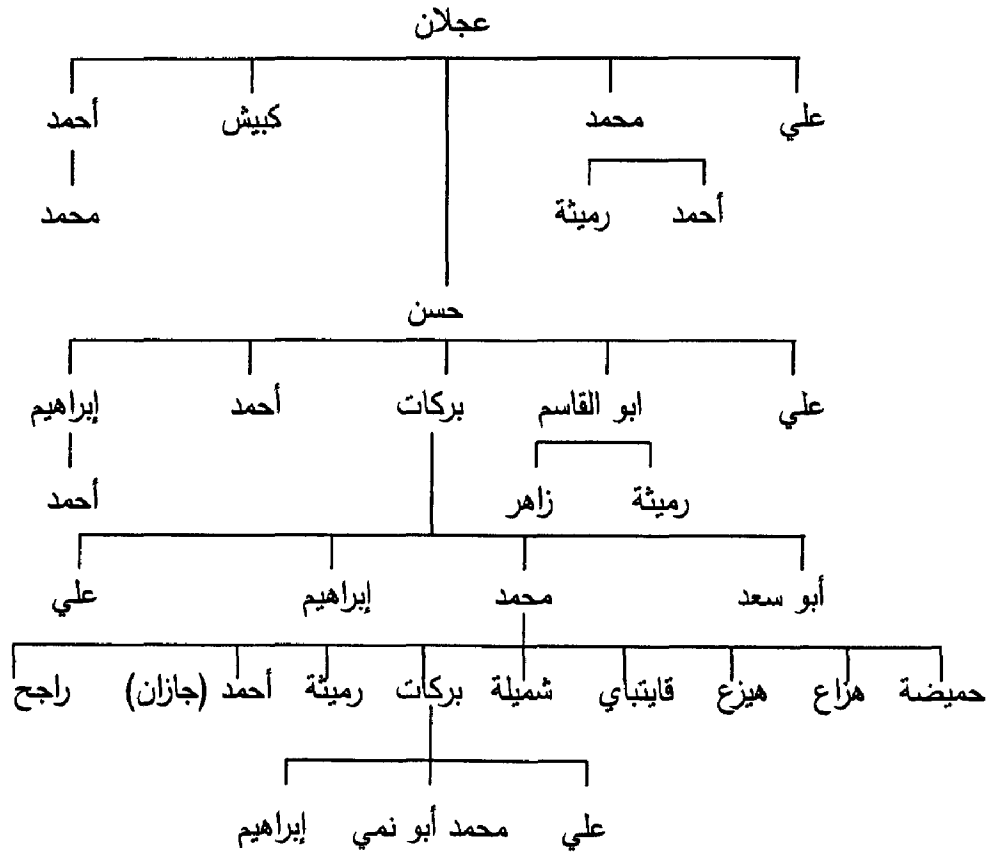 عجلان
علي محمد كبيش أحمد
أحمد رميثة محمد
حسن
علي ابو القاسم بركات أحمد إبراهيم
رميثة زاهر أحمد
أبو سعد محمد إبراهيم علي
حميضة هزاع هيزع قايتباي شميلة بركات رميثة أحمد (جازان) راجح
علي محمد أبو نمي إبراهيم